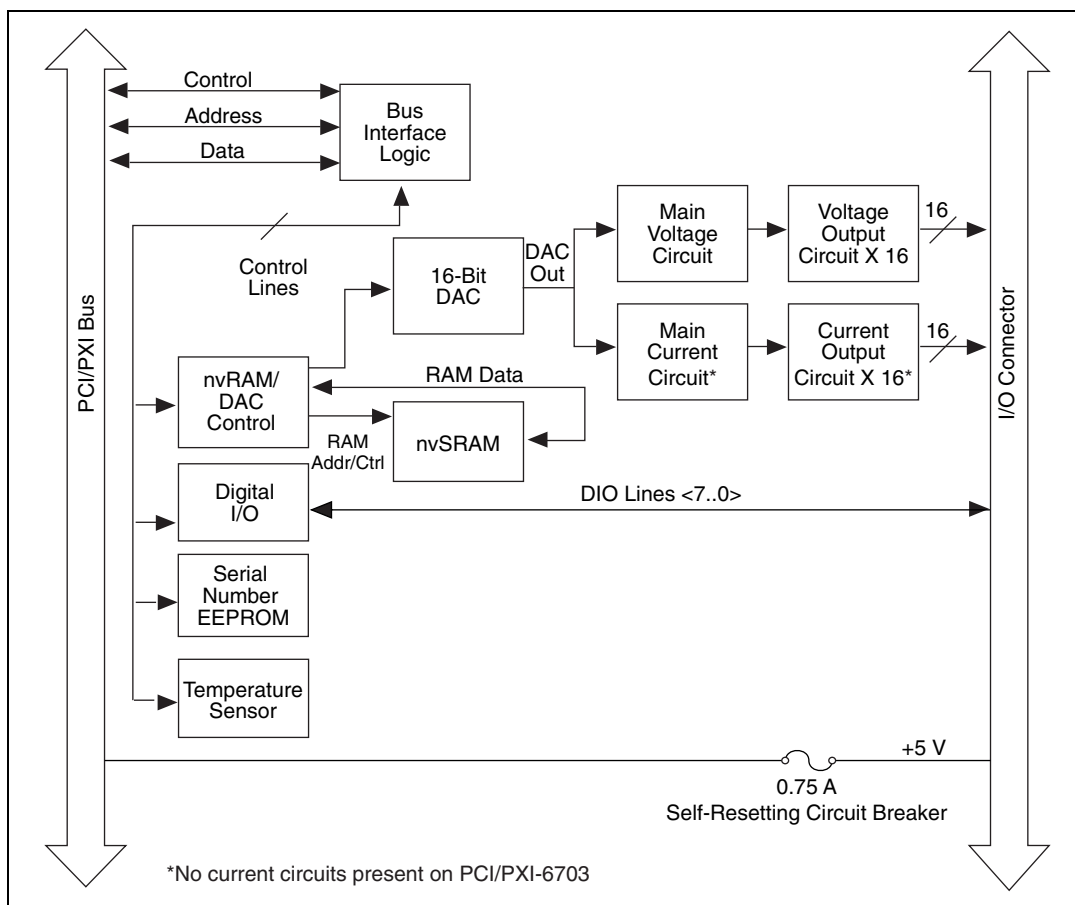 Control
Address
Data
Bus
Interface
Logic
Control
Lines
16-Bit
DAC
DAC
Out
Main
Voltage
Circuit
Voltage
Output
Circuit X 16
16
Main
Current
Circuit*
Current
Output
Circuit X 16*
16
PCI/PXI Bus
I/O Connector
nvRAM/
DAC
Control
RAM Data
RAM
Addr/Ctrl
nvSRAM
Digital
I/O
DIO Lines <7..0>
Serial
Number
EEPROM
Temperature
Sensor
+5 V
0.75 A
Self-Resetting Circuit Breaker
*No current circuits present on PCI/PXI-6703